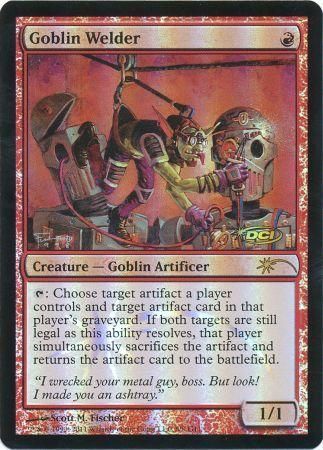 Goblin Welder
DCI
Creature — Goblin Artificer
: Choose target artifact a player
controls and target artifact card in that
player's graveyard. If both targets are still
legal as this ability resolves, that player
simultaneously sacrifices the artifact and
returns the artifact card to the battlefield.
"I wrecked your metal guy, boss. But look!
I made you an ashtray."
Scott M. Fischer
1/1